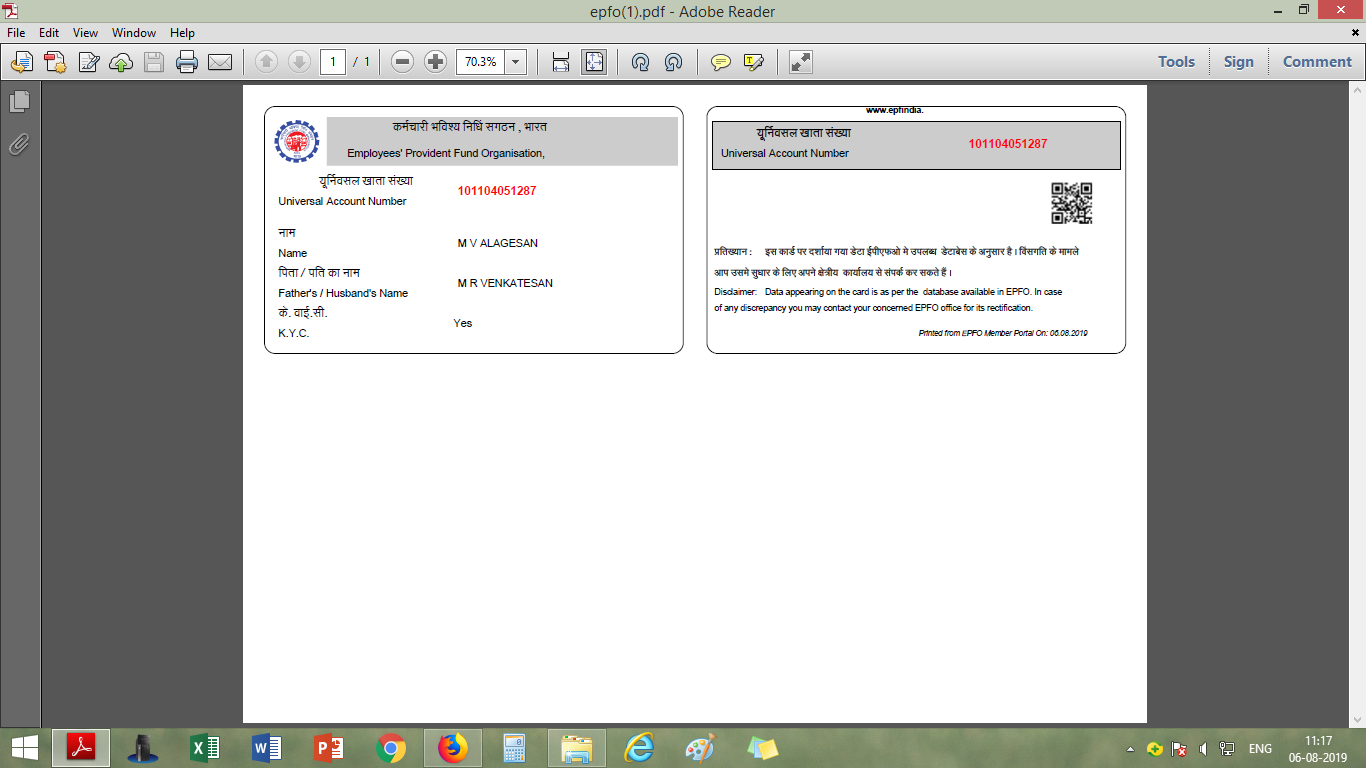 epfo(1).pdf - Adobe Reader
File Edit View Window Help
1 / 1 70.3% Tools Sign Comment
कर्मचारी भविश्य निधिं सगठन , भारत
Employees' Provident Fund Organisation,
यूर्निवसल खाता संख्या
Universal Account Number
101104051287
नाम
Name
M V ALAGESAN
पिता / पति का नाम
Father's / Husband's Name
M R VENKATESAN
के. वाई.सी.
K.Y.C.
Yes
www.epfindia.
यूर्निवसल खाता संख्या
Universal Account Number
101104051287
प्रतिख्यान : इस कार्ड पर दर्शाया गया डेटा ईपीएफओ मे उपलब्ध डेटाबेस के अनुसार है । विंसगति के मामले
आप उसमे सुधार के लिए अपने क्षेत्रीय कार्यालय से संपर्क कर सकते हैं ।
Disclaimer: Data appearing on the card is as per the database available in EPFO. In case
of any discrepancy you may contact your concerned EPFO office for its rectification.
Printed from EPFO Member Portal On: 06.08.2019
ENG
11:17
06-08-2019